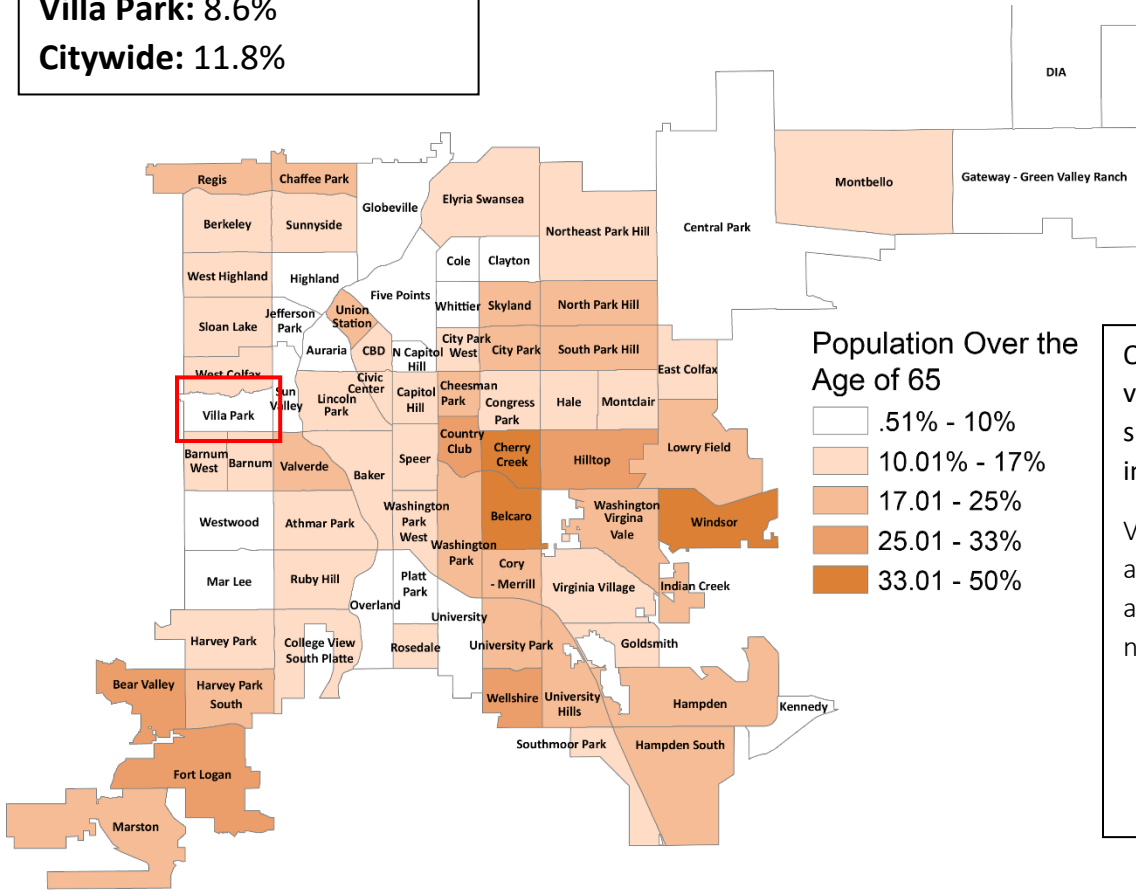 Villa Park: 8.6%
Citywide: 11.8%
DIA
Montbello
Gateway - Green Valley Ranch
Central Park
Regis
Chaffee Park
Globeville
Elyria Swansea
Berkeley
Sunnyside
Northeast Park Hill
Cole
Clayton
West Highland
Highland
Five Points
Whittier
Skyland
North Park Hill
Sloan Lake
Jefferson
Park
Union
Station
Auraria
CBD
N Capitol
Hill
City Park
West
City Park
South Park Hill
East Colfax
West Colfax
Sun
Valley
Civic
Center
Lincoln
Park
Capitol
Hill
Cheesman
Park
Congress
Park
Hale
Montclair
Villa Park
Barnum
West
Barnum
Valverde
Baker
Speer
Country
Club
Cherry
Creek
Hilltop
Lowry Field
Westwood
Athmar Park
Washington
Park
West
Washington
Park
Belcaro
Washington
Virgina
Vale
Windsor
Mar Lee
Ruby Hill
Overland
Platt
Park
University
Cory
- Merrill
Virginia Village
Indian Creek
Harvey Park
College View
South Platte
Rosedale
University Park
Goldsmith
Bear Valley
Harvey Park
South
Wellshire
University
Hills
Hampden
Kennedy
Southmoor Park
Hampden South
Fort Logan
Marston
Population Over the
Age of 65
.51% - 10%
10.01% - 17%
17.01 - 25%
25.01 - 33%
33.01 - 50%